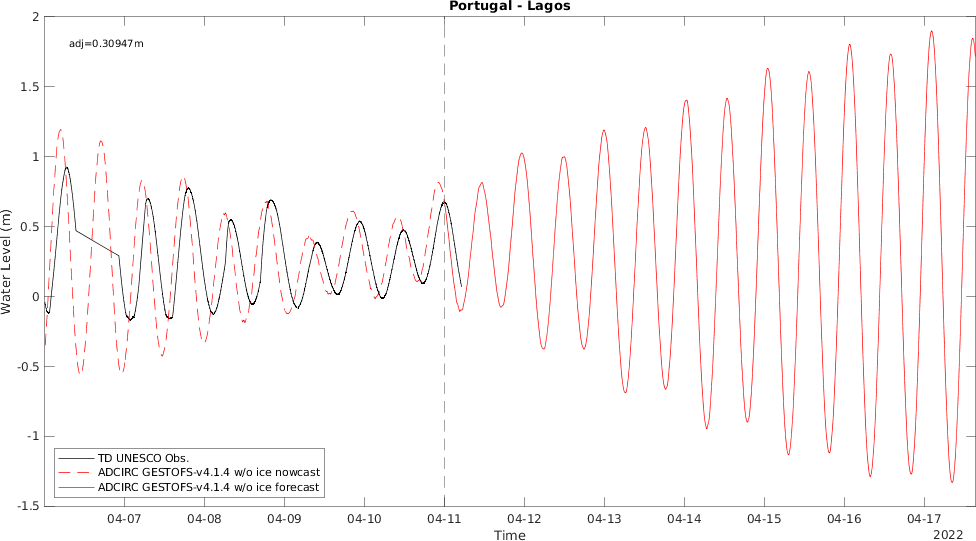 Portugal - Lagos
adj=0.30947m
Water Level (m)
2
1.5
1
0.5
0
-0.5
-1
-1.5
TD UNESCO Obs.
ADCIRC GESTOFS-v4.1.4 w/o ice nowcast
ADCIRC GESTOFS-v4.1.4 w/o ice forecast
04-07 04-08 04-09 04-10 04-11 04-12 04-13 04-14 04-15 04-16 04-17
Time
2022